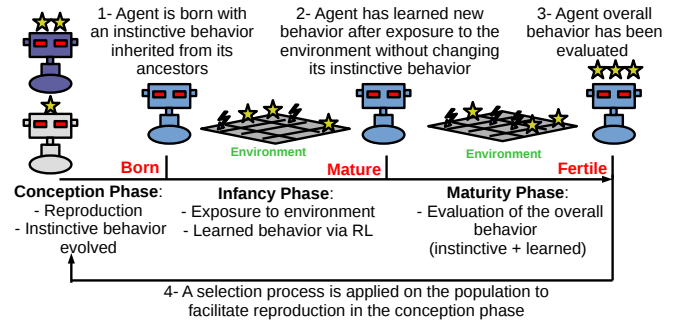 1- Agent is born with
an instinctive behavior
inherited from its
ancestors
2- Agent has learned new
behavior after exposure to
the environment without changing
its instinctive behavior
3- Agent overall
behavior has been
evaluated
Environment
Environment
Born
Mature
Fertile
Conception Phase:
- Reproduction
- Instinctive behavior
evolved
Infancy Phase:
- Exposure to environment
- Learned behavior via RL
Maturity Phase:
- Evaluation of the overall
behavior
(instinctive + learned)
4- A selection process is applied on the population to
facilitate reproduction in the conception phase